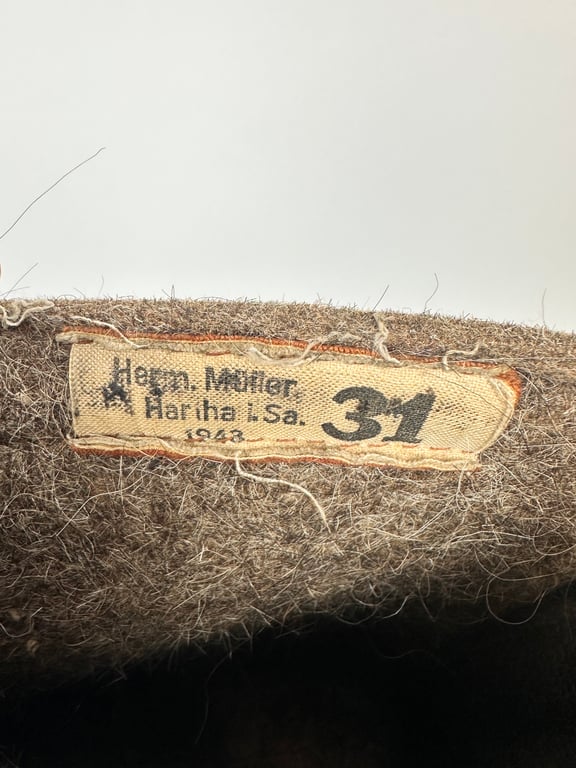 Herm. Müller,
Hartha i. Sa.
1943
31